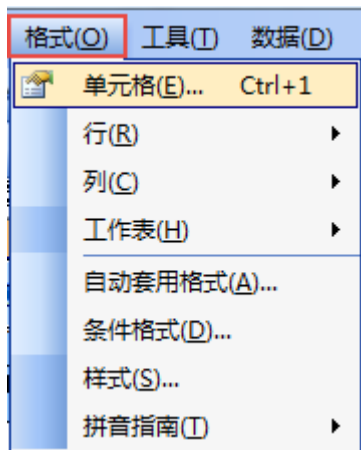 格式(O) 工具(T) 数据(D)
单元格(E)... Ctrl+1
行(R)
列(C)
工作表(H)
自动套用格式(A)...
条件格式(D)...
样式(S)...
拼音指南(T)